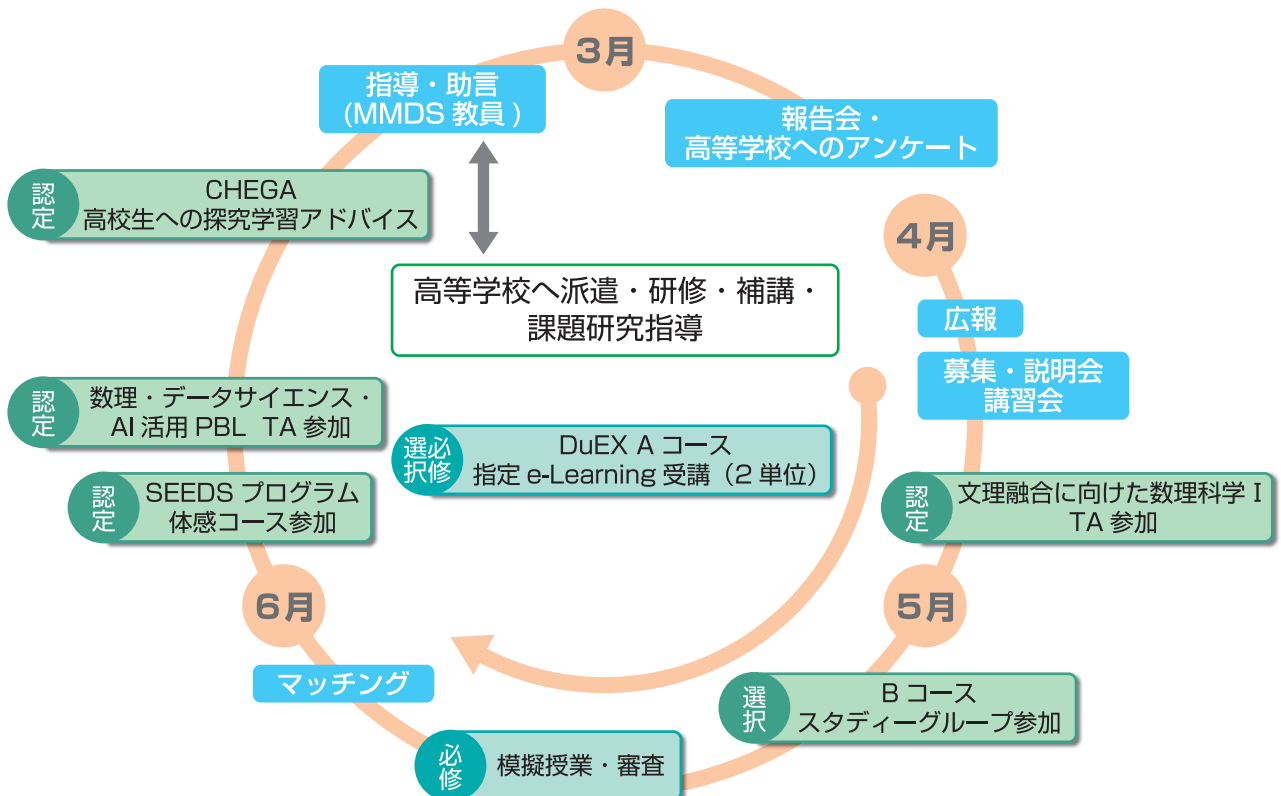 3月
指導・助言
(MMDS 教員 )
報告会・
高等学校へのアンケート
認定
CHEGA
高校生への探究学習アドバイス
4月
高等学校へ派遣・研修・補講・
課題研究指導
広報
募集・説明会
講習会
認定
数理・データサイエンス・
AI 活用 PBL TA 参加
選択
必修
DuEX A コース
指定 e-Learning 受講（2 単位）
認定
SEEDS プログラム
体感コース参加
認定
文理融合に向けた数理科学 I
TA 参加
6月
5月
マッチング
選択
B コース
スタディーグループ参加
必修
模擬授業・審査